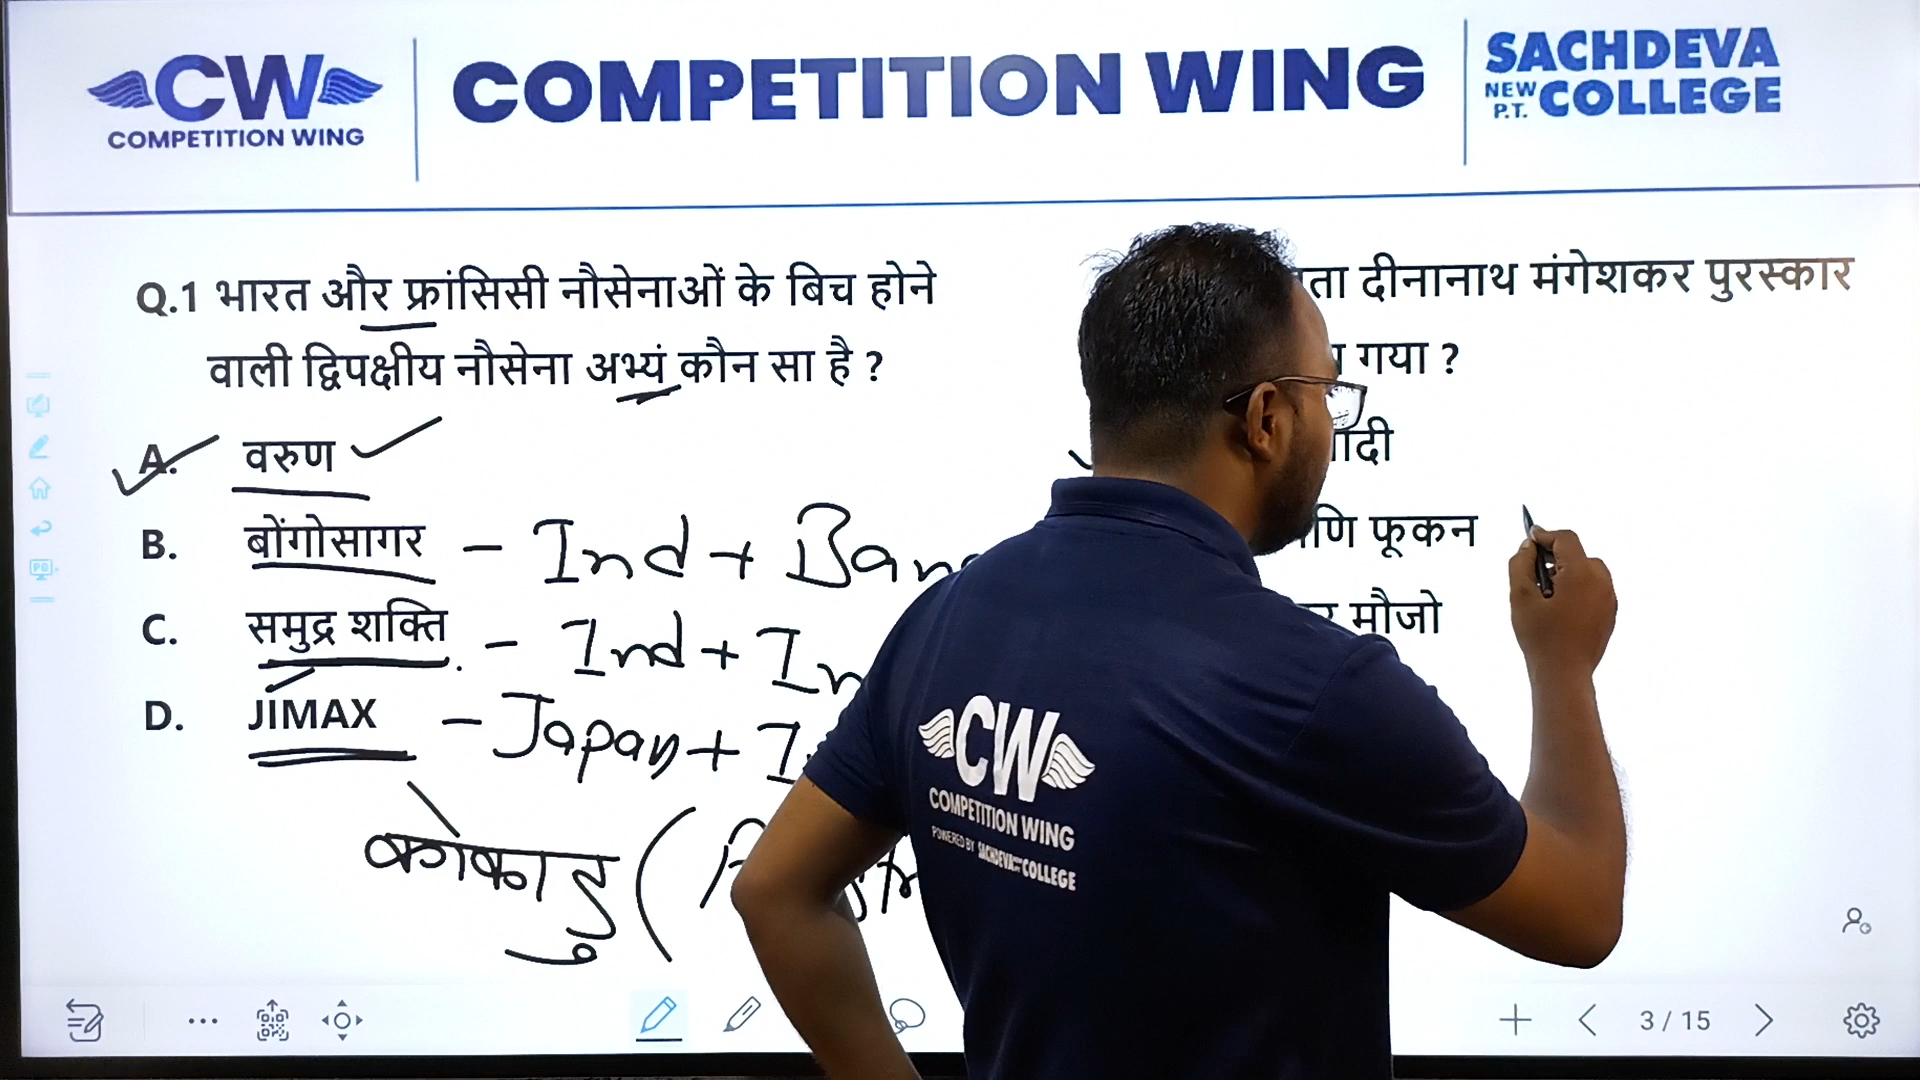 CW
COMPETITION WING
COMPETITION WING
SACHDEVA
NEW P.T. COLLEGE
Q.1 भारत और फ्रांसिसी नौसेनाओं के बिच होने
वाली द्विपक्षीय नौसेना अभ्यं कौन सा है ?
A. वरुण
B. बोंगोसागर - Ind + Ban
C. समुद्र शक्ति - Ind + In
D. JIMAX - Japan + I
दीनानाथ मंगेशकर पुरस्कार
गया ?
फूकन
मौजो
CW
COMPETITION WING
POWERED BY SACHDEVA NEW P.T. COLLEGE
3 / 15